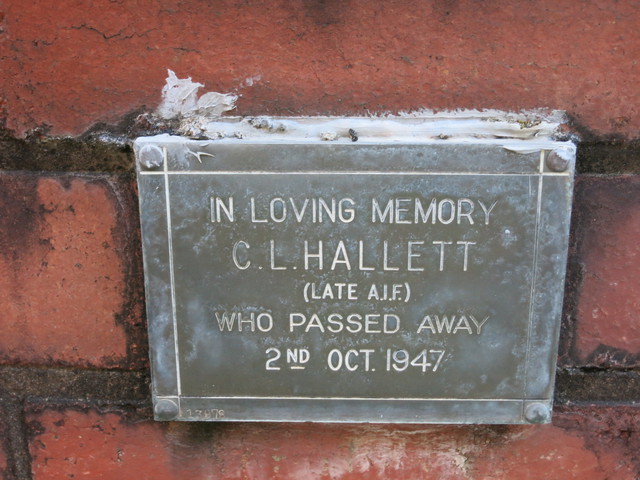 IN LOVING MEMORY
C.L.HALLETT
(LATE A.I.F.)
WHO PASSED AWAY
2ND OCT. 1947